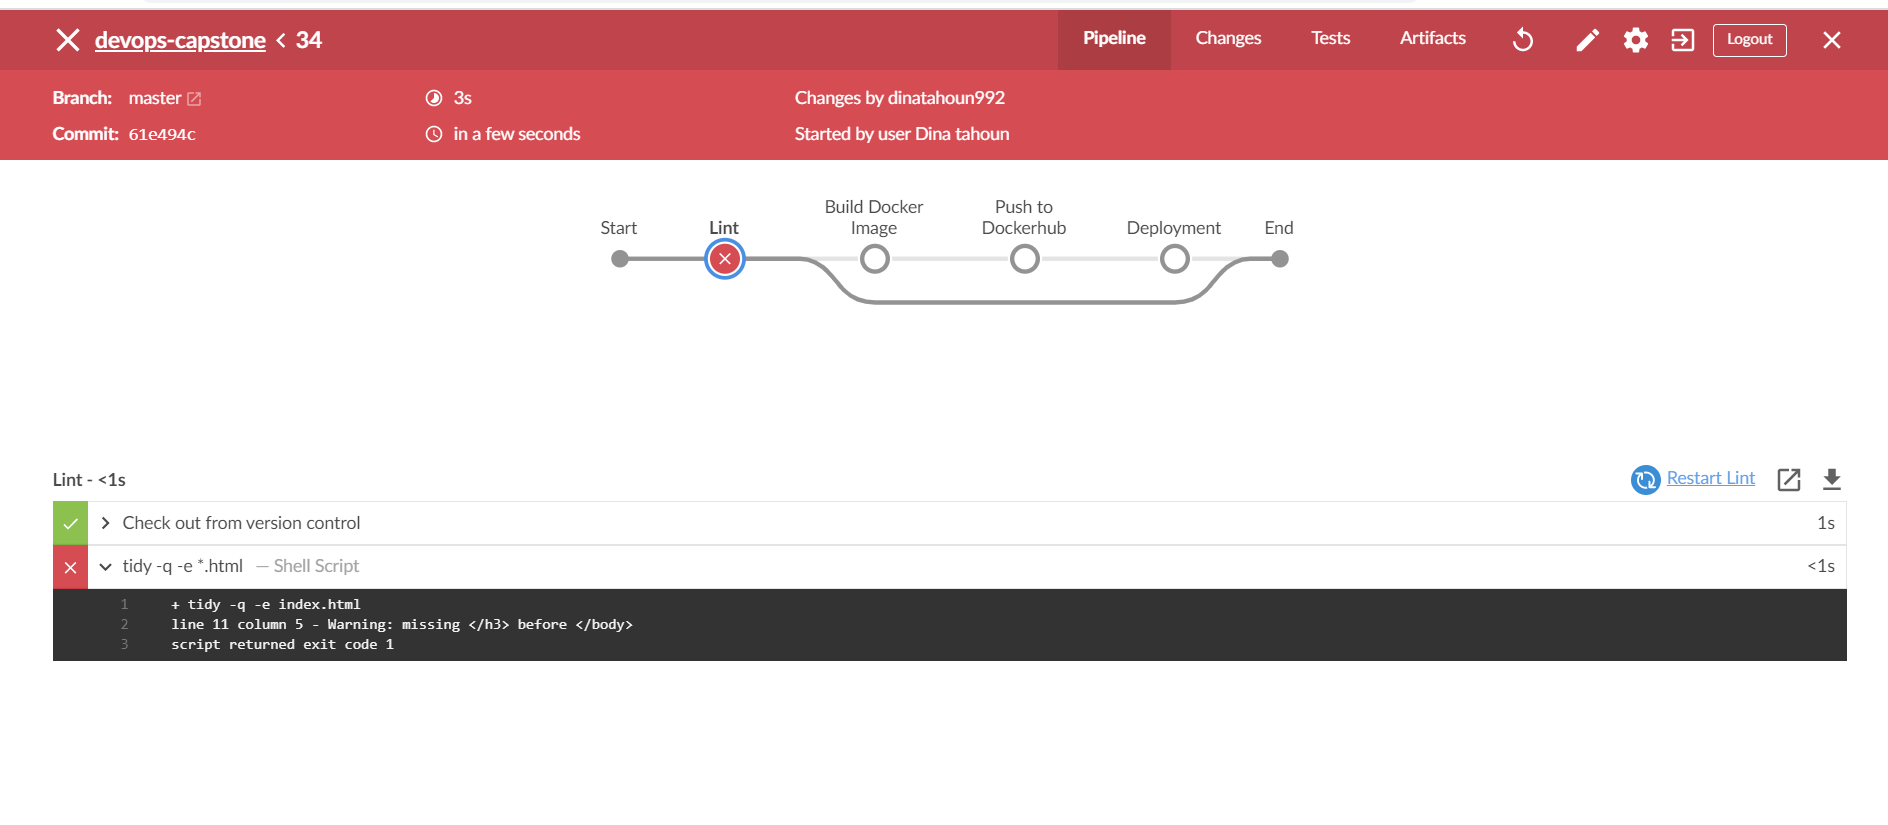 devops-capstone < 34
Pipeline
Changes
Tests
Artifacts
Logout
Branch: master
3s
Changes by dinatahoun992
Commit: 61e494c
in a few seconds
Started by user Dina tahoun
Start
Lint
Build Docker
Image
Push to
Dockerhub
Deployment
End
Lint - <1s
Restart Lint
Check out from version control
1s
tidy -q -e *.html — Shell Script
<1s
1 + tidy -q -e index.html
2 line 11 column 5 - Warning: missing </h3> before </body>
3 script returned exit code 1